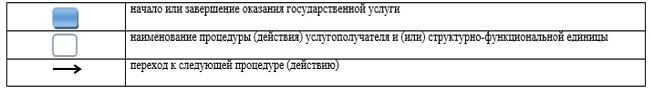 начало или завершение оказания государственной услуги
наименование процедуры (действия) услугополучателя и (или) структурно-функциональной единицы
переход к следующей процедуре (действию)